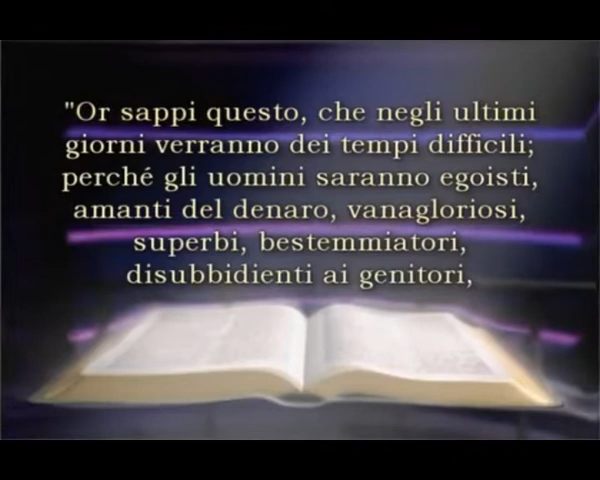 "Or sappi questo, che negli ultimi
giorni verranno dei tempi difficili;
perché gli uomini saranno egoisti,
amanti del denaro, vanagloriosi,
superbi, bestemmiatori,
disubbidienti ai genitori,